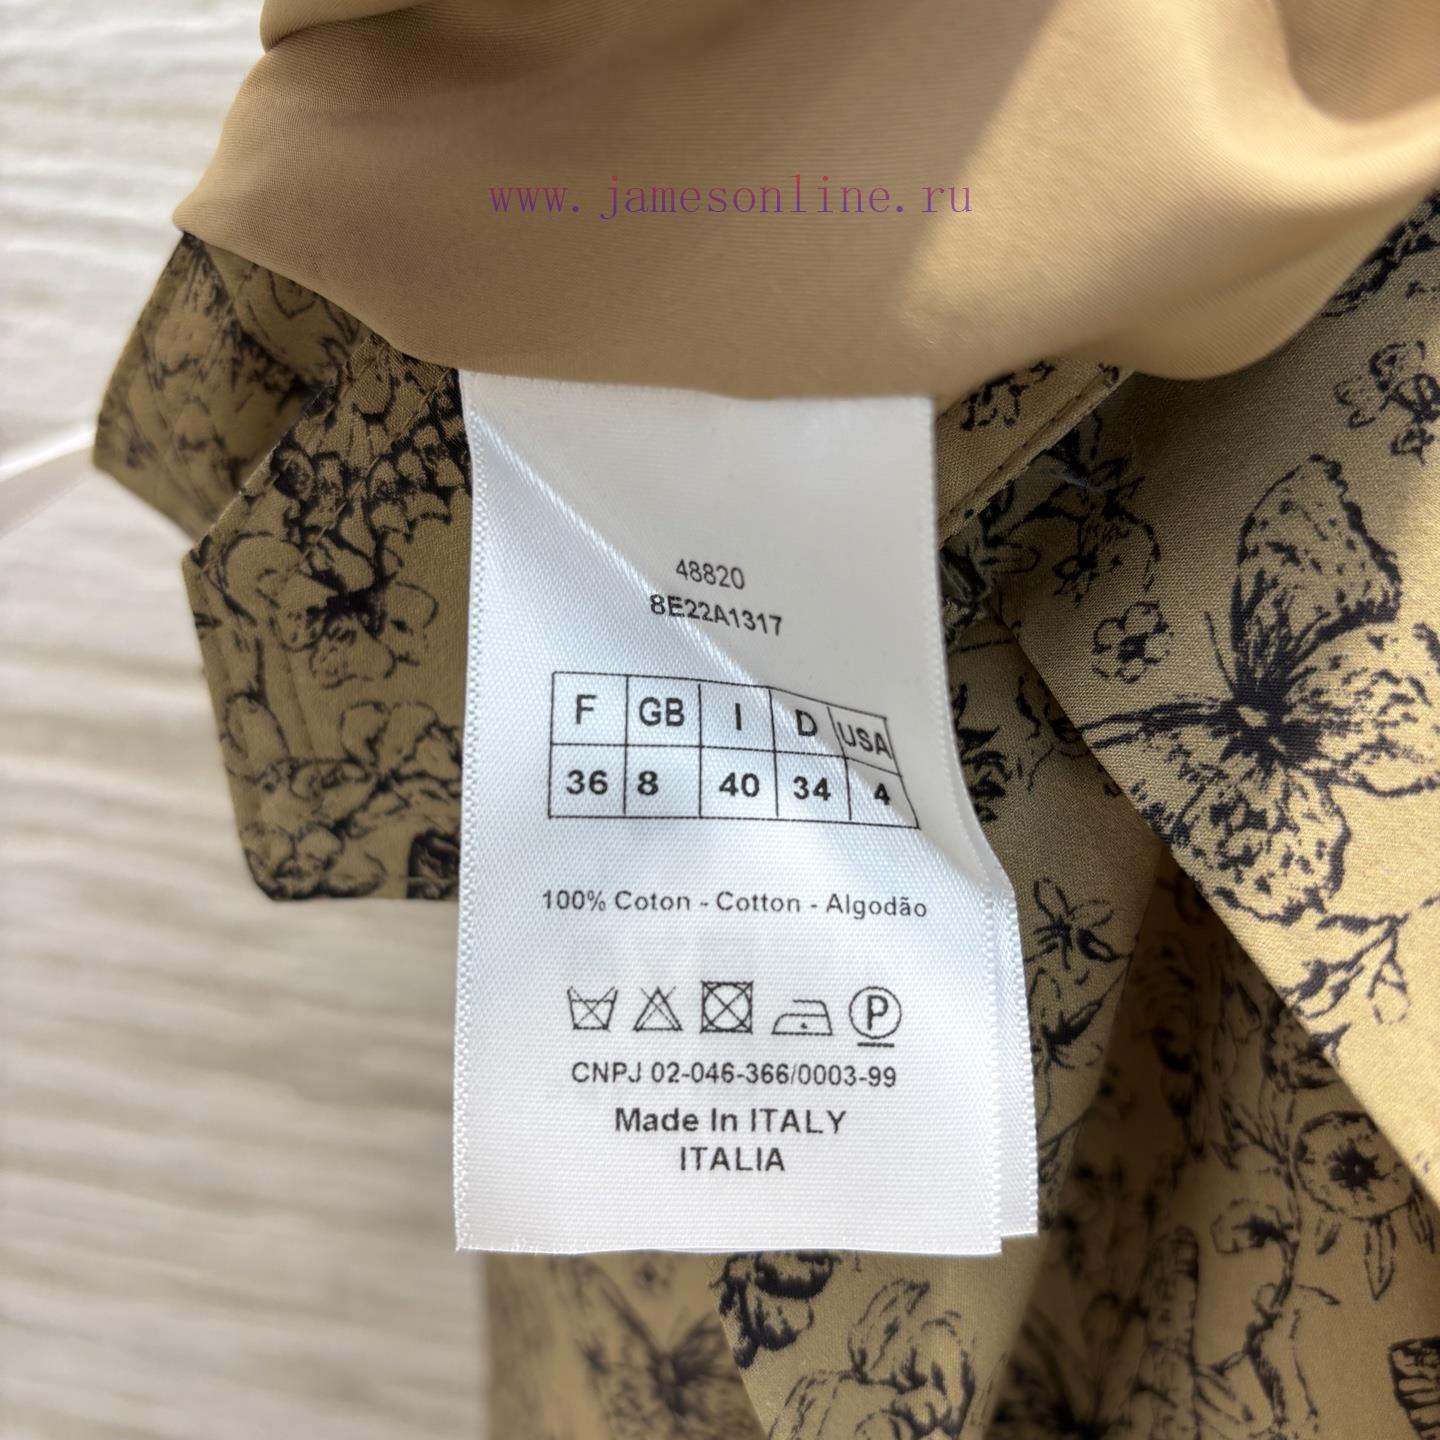 www.jamesonline.ru
48820
8E22A1317
F GB I D USA
36 8 40 34 4
100% Coton - Cotton - Algodão
P
CNPJ 02-046-366/0003-99
Made In ITALY
ITALIA